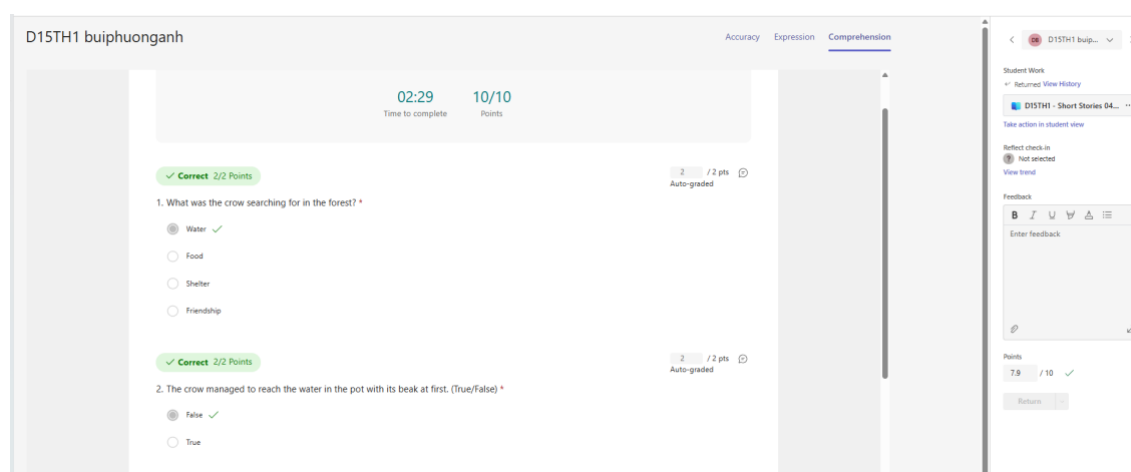 D15TH1 buiphuonganh
Accuracy Expression Comprehension
02:29 10/10
Time to complete Points
Correct 2/2 Points
2 / 2 pts
Auto-graded
1. What was the crow searching for in the forest? *
Water
Food
Shelter
Friendship
Correct 2/2 Points
2 / 2 pts
Auto-graded
2. The crow managed to reach the water in the pot with its beak at first. (True/False) *
False
True
D15TH1 buip...
Student Work
Returned View History
D15TH1 - Short Stories 04... ...
Take action in student view
Reflect check-in
? Not selected
View trend
Feedback
B I U A
Enter feedback
Points
7.9 / 10
Return